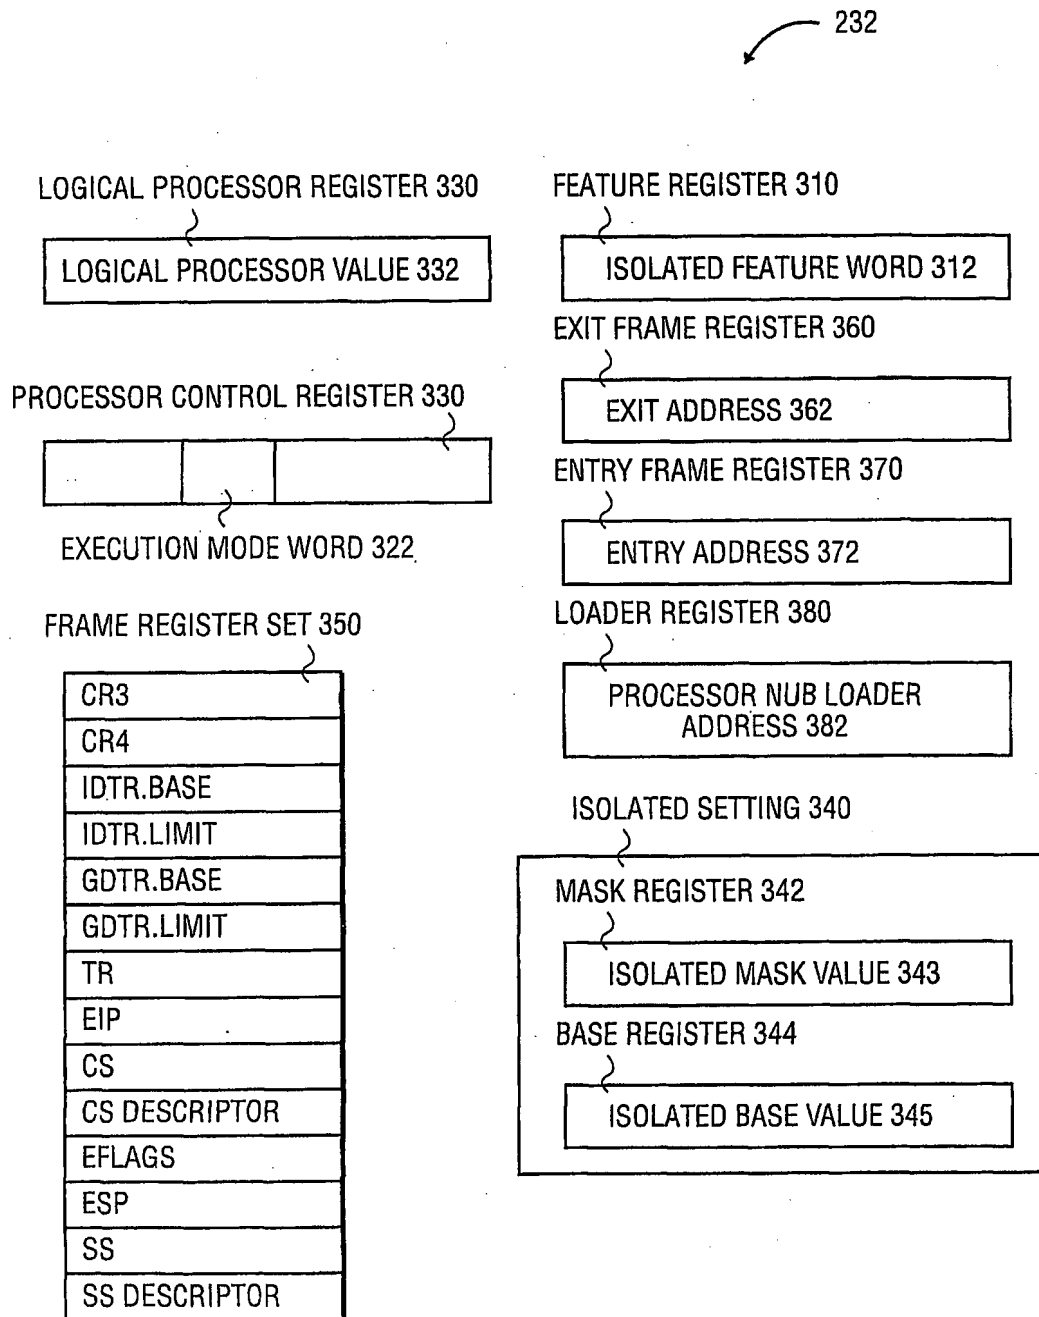 232
LOGICAL PROCESSOR REGISTER 330
LOGICAL PROCESSOR VALUE 332
PROCESSOR CONTROL REGISTER 330
EXECUTION MODE WORD 322
FRAME REGISTER SET 350
CR3
CR4
IDTR.BASE
IDTR.LIMIT
GDTR.BASE
GDTR.LIMIT
TR
EIP
CS
CS DESCRIPTOR
EFLAGS
ESP
SS
SS DESCRIPTOR
FEATURE REGISTER 310
ISOLATED FEATURE WORD 312
EXIT FRAME REGISTER 360
EXIT ADDRESS 362
ENTRY FRAME REGISTER 370
ENTRY ADDRESS 372
LOADER REGISTER 380
PROCESSOR NUB LOADER
ADDRESS 382
ISOLATED SETTING 340
MASK REGISTER 342
ISOLATED MASK VALUE 343
BASE REGISTER 344
ISOLATED BASE VALUE 345